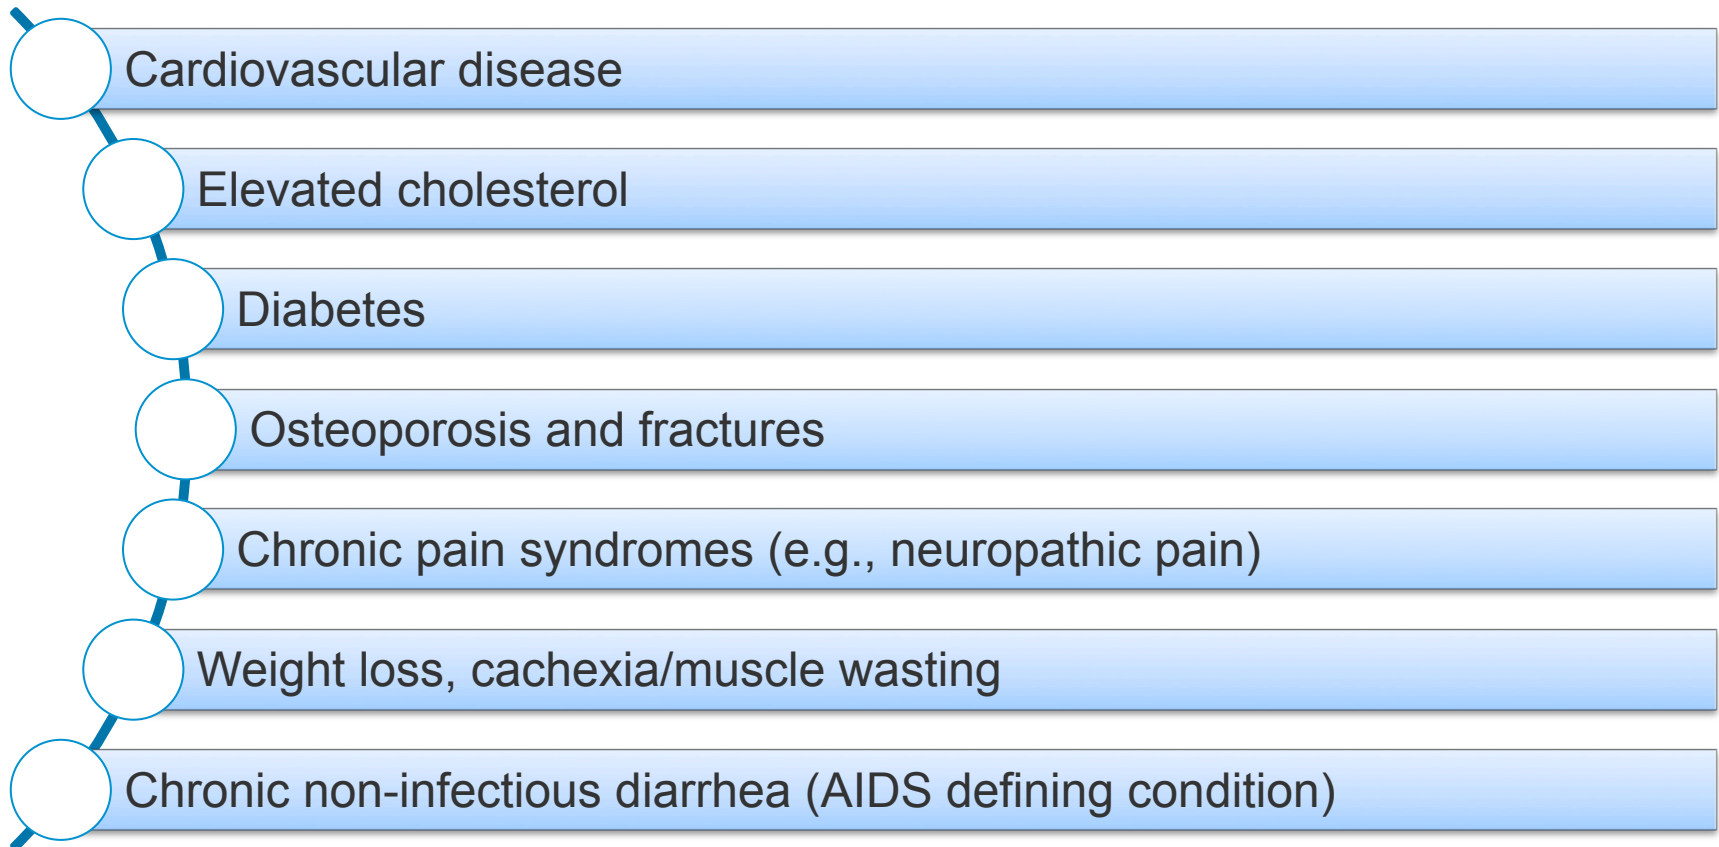 Cardiovascular disease
Elevated cholesterol
Diabetes
Osteoporosis and fractures
Chronic pain syndromes (e.g., neuropathic pain)
Weight loss, cachexia/muscle wasting
Chronic non-infectious diarrhea (AIDS defining condition)